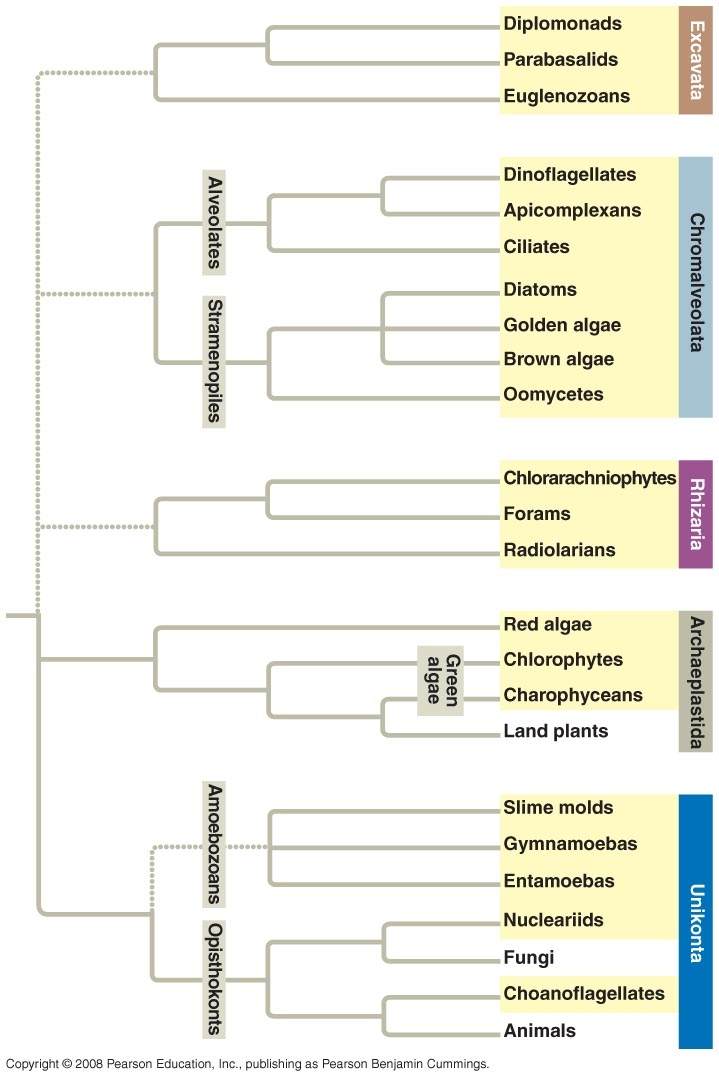 Diplomonads
Parabasalids
Euglenozoans
Excavata
Alveolates
Dinoflagellates
Apicomplexans
Ciliates
Stramenopiles
Diatoms
Golden algae
Brown algae
Oomycetes
Chromalveolata
Chlorarachniophytes
Forams
Radiolarians
Rhizaria
Red algae
Green
algae
Chlorophytes
Charophyceans
Land plants
Archaeplastida
Amoebozoans
Slime molds
Gymnamoebas
Entamoebas
Opisthokonts
Nucleariids
Fungi
Choanoflagellates
Animals
Unikonta
Copyright © 2008 Pearson Education, Inc., publishing as Pearson Benjamin Cummings.